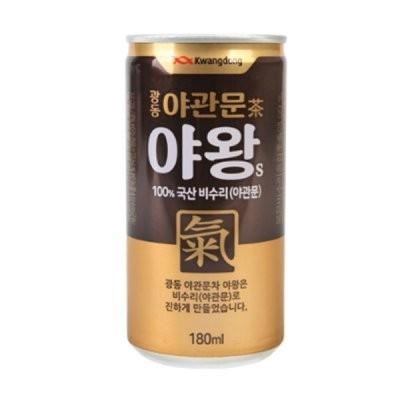 Kwangdong
광동 야관문茶
야왕s
100% 국산 비수리(야관문)
氣
광동 야관문차 야왕은
비수리(야관문)로
진하게 만들었습니다.
180ml